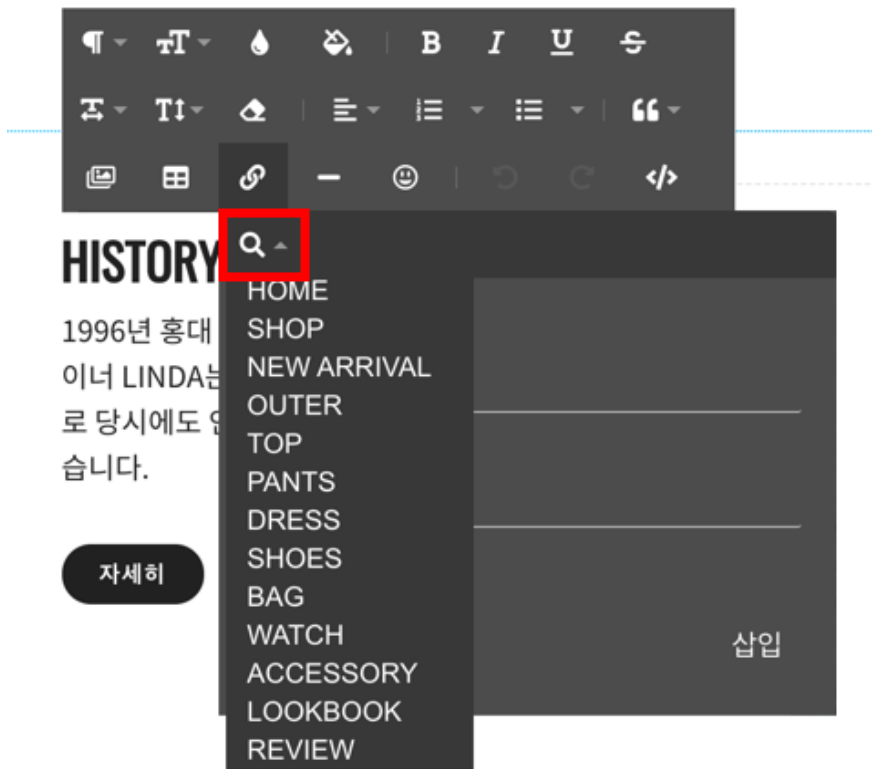 B I U S
HISTORY
1996년 홍대
이너 LINDA는
로 당시에도
습니다.
자세히
HOME
SHOP
NEW ARRIVAL
OUTER
TOP
PANTS
DRESS
SHOES
BAG
WATCH
ACCESSORY
LOOKBOOK
REVIEW
삽입